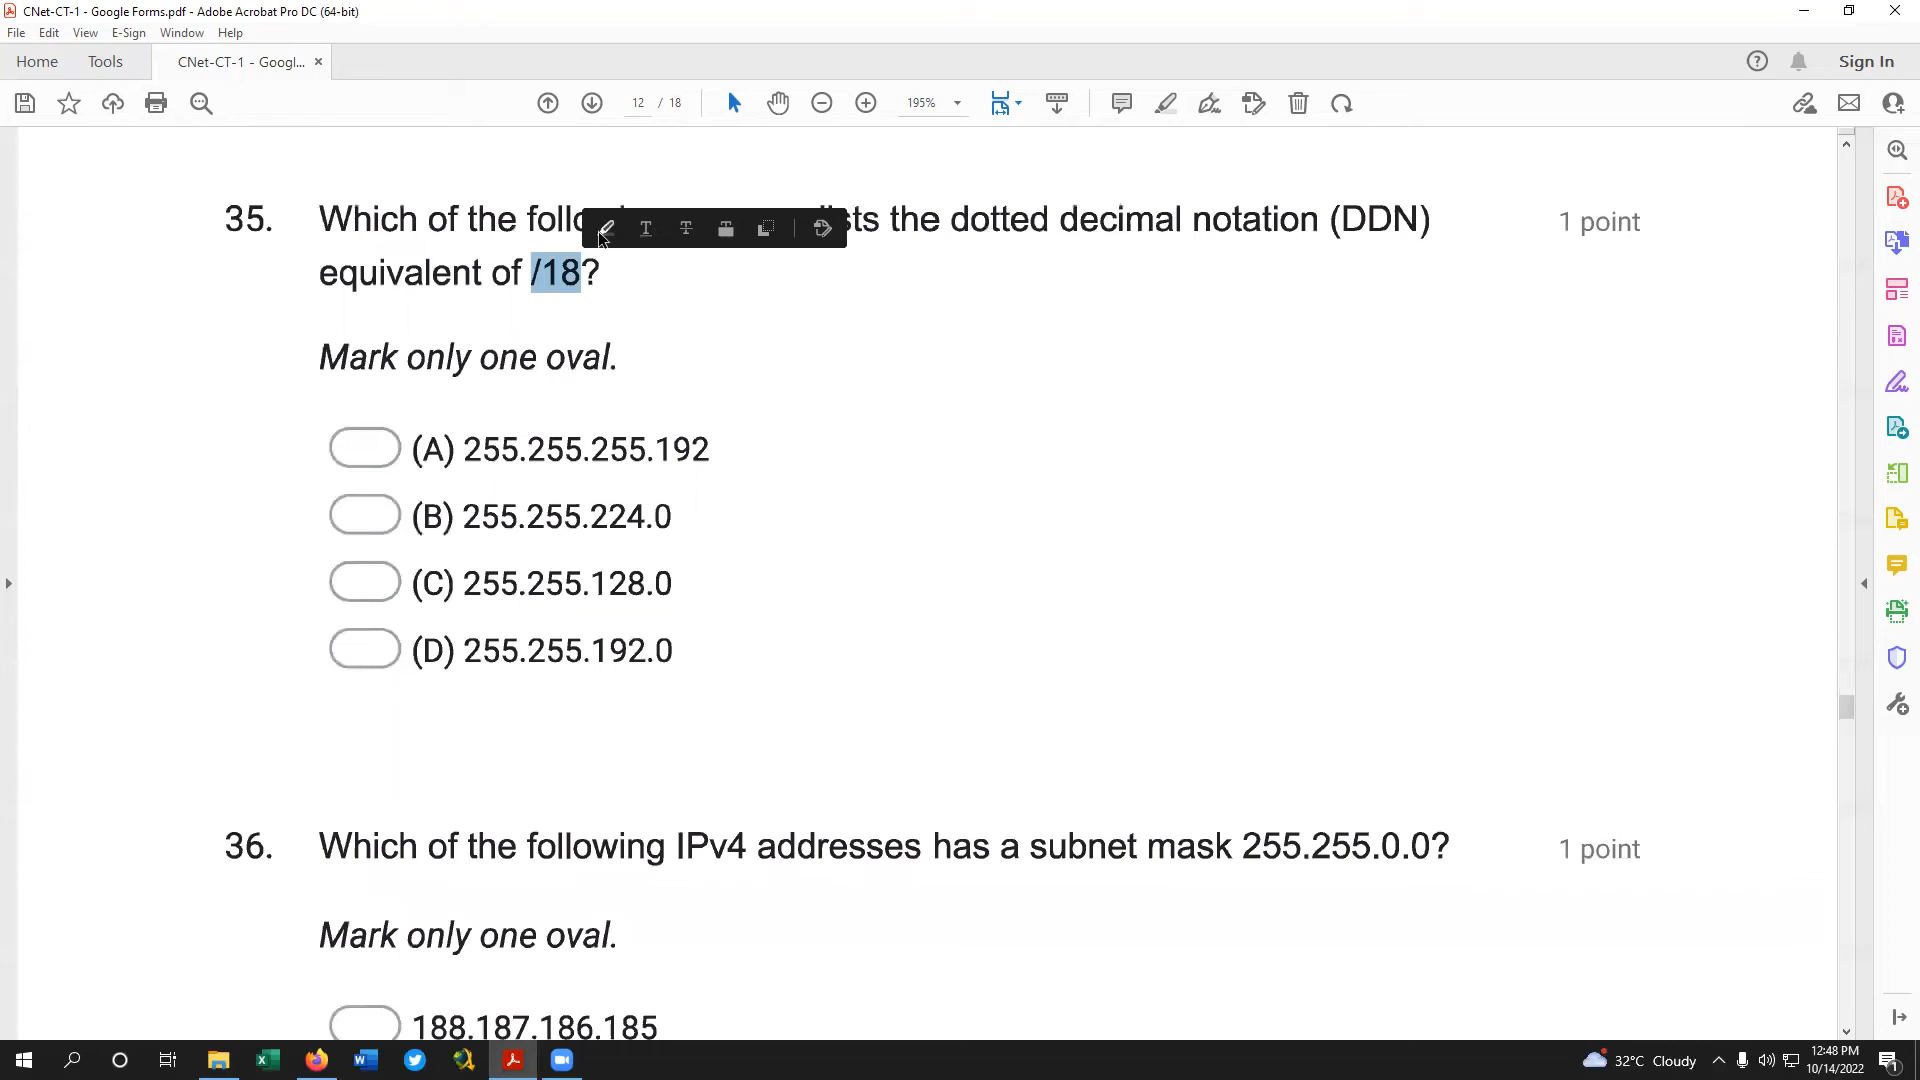 CNet-CT-1 - Google Forms.pdf - Adobe Acrobat Pro DC (64-bit)
File Edit View E-Sign Window Help
Home Tools CNet-CT-1 - Googl... Sign In
12 / 18 195%
35. Which of the follo sts the dotted decimal notation (DDN) 1 point
equivalent of /18?
Mark only one oval.
(A) 255.255.255.192
(B) 255.255.224.0
(C) 255.255.128.0
(D) 255.255.192.0
36. Which of the following IPv4 addresses has a subnet mask 255.255.0.0? 1 point
Mark only one oval.
188.187.186.185
32°C Cloudy 12:48 PM
10/14/2022 1